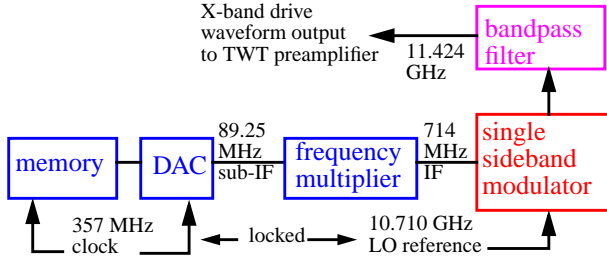 X-band drive
waveform output
to TWT preamplifier
11.424
GHz
bandpass
filter
memory
DAC
89.25
MHz
sub-IF
frequency
multiplier
714
MHz
IF
single
sideband
modulator
357 MHz
clock
locked
10.710 GHz
LO reference